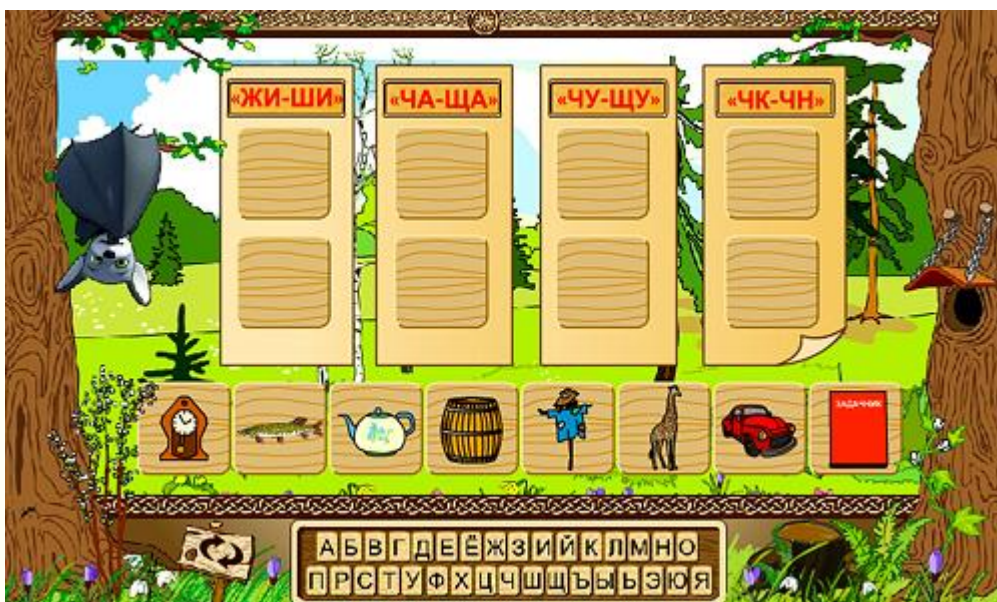 «ЖИ-ШИ» «ЧА-ЩА» «ЧУ-ЩУ» «ЧК-ЧН»
ЗАДАЧНИК
АБВГДЕЁЖЗИЙКЛМНО
ПРСТУФХЦЧШЩЪЫЬЭЮЯ